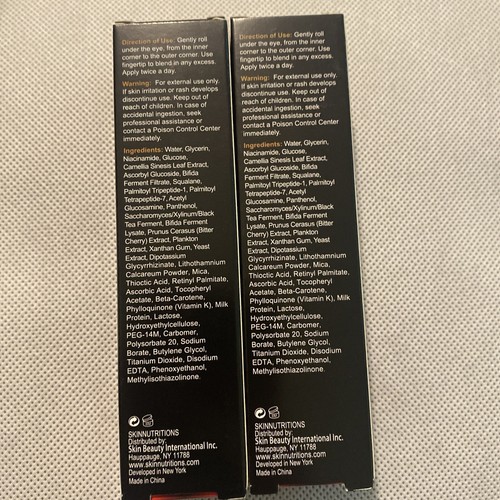 Direction of Use: Gently roll
under the eye, from the inner
corner to the outer corner. Use
fingertip to blend in any excess.
Apply twice a day.
Warning: For external use only.
If skin irritation or rash develops
discontinue use. Keep out of
reach of children. In case of
accidental ingestion, seek
professional assistance or
contact a Poison Control Center
immediately.
Ingredients: Water, Glycerin,
Niacinamide, Glucose,
Camellia Sinesis Leaf Extract,
Ascorbyl Glucoside, Bifida
Ferment Filtrate, Squalane,
Palmitoyl Tripeptide-1, Palmitoyl
Tetrapeptide-7, Acetyl
Glucosamine, Panthenol,
Saccharomyces/Xylinum/Black
Tea Ferment, Bifida Ferment
Lysate, Prunus Cerasus (Bitter
Cherry) Extract, Plankton
Extract, Xanthan Gum, Yeast
Extract, Dipotassium
Glycyrrhizinate, Lithothamnium
Calcareum Powder, Mica,
Thioctic Acid, Retinyl Palmitate,
Ascorbic Acid, Tocopheryl
Acetate, Beta-Carotene,
Phylloquinone (Vitamin K), Milk
Protein, Lactose,
Hydroxyethylcellulose,
PEG-14M, Carbomer,
Polysorbate 20, Sodium
Borate, Butylene Glycol,
Titanium Dioxide, Disodium
EDTA, Phenoxyethanol,
Methylisothiazolinone.
SKINNUTRITIONS
Distributed by:
Skin Beauty International Inc.
Hauppauge, NY 11788
www.skinnutritions.com
Developed in New York
Made in China
Direction of Use: Gently roll
under the eye, from the inner
corner to the outer corner. Use
fingertip to blend in any excess.
Apply twice a day.
Warning: For external use only.
If skin irritation or rash develops
discontinue use. Keep out of
reach of children. In case of
accidental ingestion, seek
professional assistance or
contact a Poison Control Center
immediately.
Ingredients: Water, Glycerin,
Niacinamide, Glucose,
Camellia Sinesis Leaf Extract,
Ascorbyl Glucoside, Bifida
Ferment Filtrate, Squalane,
Palmitoyl Tripeptide-1, Palmitoyl
Tetrapeptide-7, Acetyl
Glucosamine, Panthenol,
Saccharomyces/Xylinum/Black
Tea Ferment, Bifida Ferment
Lysate, Prunus Cerasus (Bitter
Cherry) Extract, Plankton
Extract, Xanthan Gum, Yeast
Extract, Dipotassium
Glycyrrhizinate, Lithothamnium
Calcareum Powder, Mica,
Thioctic Acid, Retinyl Palmitate,
Ascorbic Acid, Tocopheryl
Acetate, Beta-Carotene,
Phylloquinone (Vitamin K), Milk
Protein, Lactose,
Hydroxyethylcellulose,
PEG-14M, Carbomer,
Polysorbate 20, Sodium
Borate, Butylene Glycol,
Titanium Dioxide, Disodium
EDTA, Phenoxyethanol,
Methylisothiazolinone.
SKINNUTRITIONS
Distributed by:
Skin Beauty International Inc.
Hauppauge, NY 11788
www.skinnutritions.com
Developed in New York
Made in China